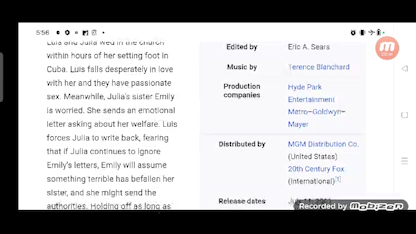 5:56
Luis and Julia wed in the church
within hours of her setting foot in
Cuba. Luis falls desperately in love
with her and they have passionate
sex. Meanwhile, Julia's sister Emily
is worried. She sends an emotional
letter asking about her welfare. Luis
forces Julia to write back, fearing
that if Julia continues to ignore
Emily's letters, Emily will assume
something terrible has befallen her
sister, and she might send the
authorities. Holding off as long as
Edited by Eric A. Sears
Music by Terence Blanchard
Production companies
Hyde Park
Entertainment
Metro-Goldwyn-
Mayer
Distributed by MGM Distribution Co.
(United States)
20th Century Fox
(International)[1]
Release dates
Recorded by mobizen